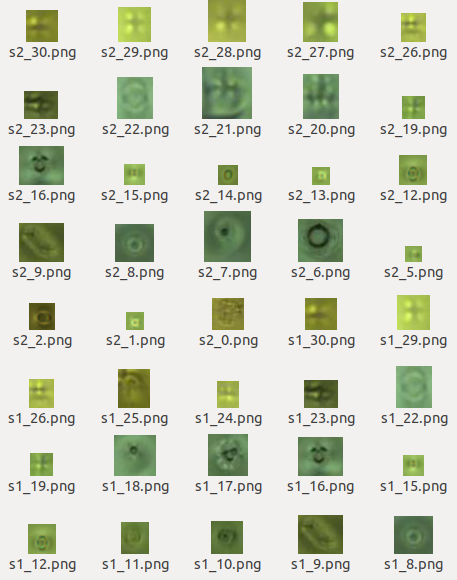 s2_30.png s2_29.png s2_28.png s2_27.png s2_26.png
s2_23.png s2_22.png s2_21.png s2_20.png s2_19.png
s2_16.png s2_15.png s2_14.png s2_13.png s2_12.png
s2_9.png s2_8.png s2_7.png s2_6.png s2_5.png
s2_2.png s2_1.png s2_0.png s1_30.png s1_29.png
s1_26.png s1_25.png s1_24.png s1_23.png s1_22.png
s1_19.png s1_18.png s1_17.png s1_16.png s1_15.png
s1_12.png s1_11.png s1_10.png s1_9.png s1_8.png